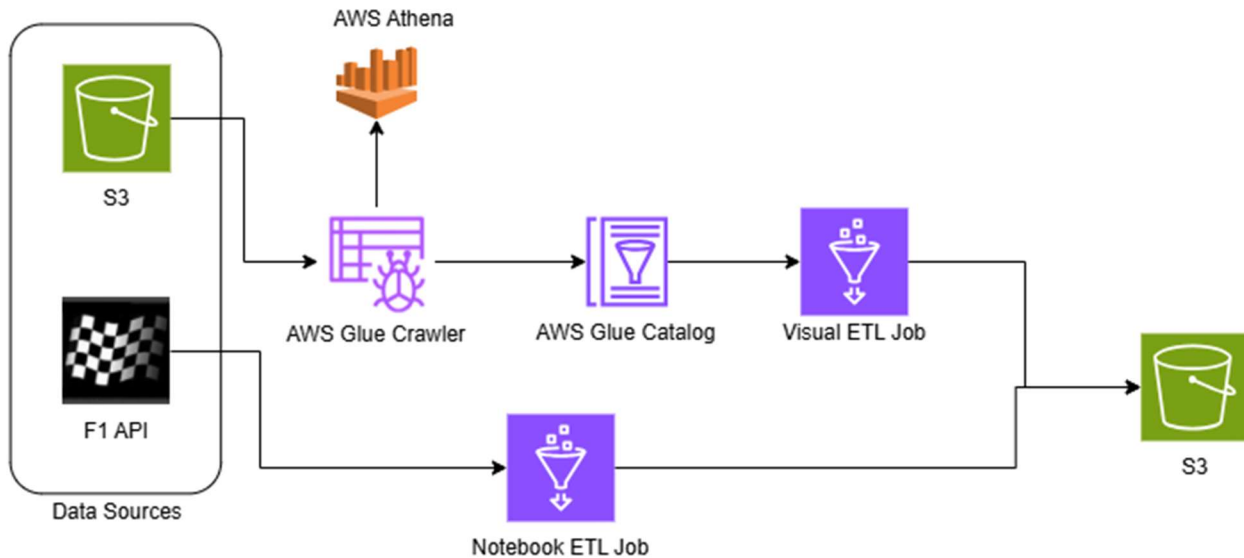 AWS Athena
S3
AWS Glue Crawler
AWS Glue Catalog
Visual ETL Job
F1 API
S3
Data Sources
Notebook ETL Job